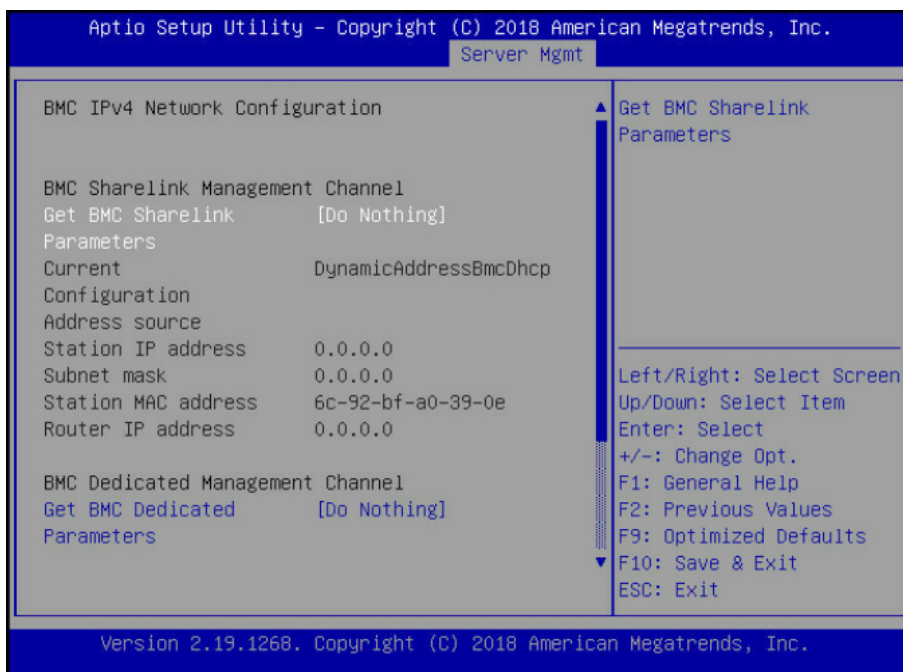 Aptio Setup Utility – Copyright (C) 2018 American Megatrends, Inc.
Server Mgmt
BMC IPv4 Network Configuration
BMC Sharelink Management Channel
Get BMC Sharelink [Do Nothing]
Parameters
Current DynamicAddressBmcDhcp
Configuration
Address source
Station IP address 0.0.0.0
Subnet mask 0.0.0.0
Station MAC address 6c-92-bf-a0-39-0e
Router IP address 0.0.0.0
BMC Dedicated Management Channel
Get BMC Dedicated [Do Nothing]
Parameters
Get BMC Sharelink
Parameters
Left/Right: Select Screen
Up/Down: Select Item
Enter: Select
+/-: Change Opt.
F1: General Help
F2: Previous Values
F9: Optimized Defaults
F10: Save & Exit
ESC: Exit
Version 2.19.1268. Copyright (C) 2018 American Megatrends, Inc.